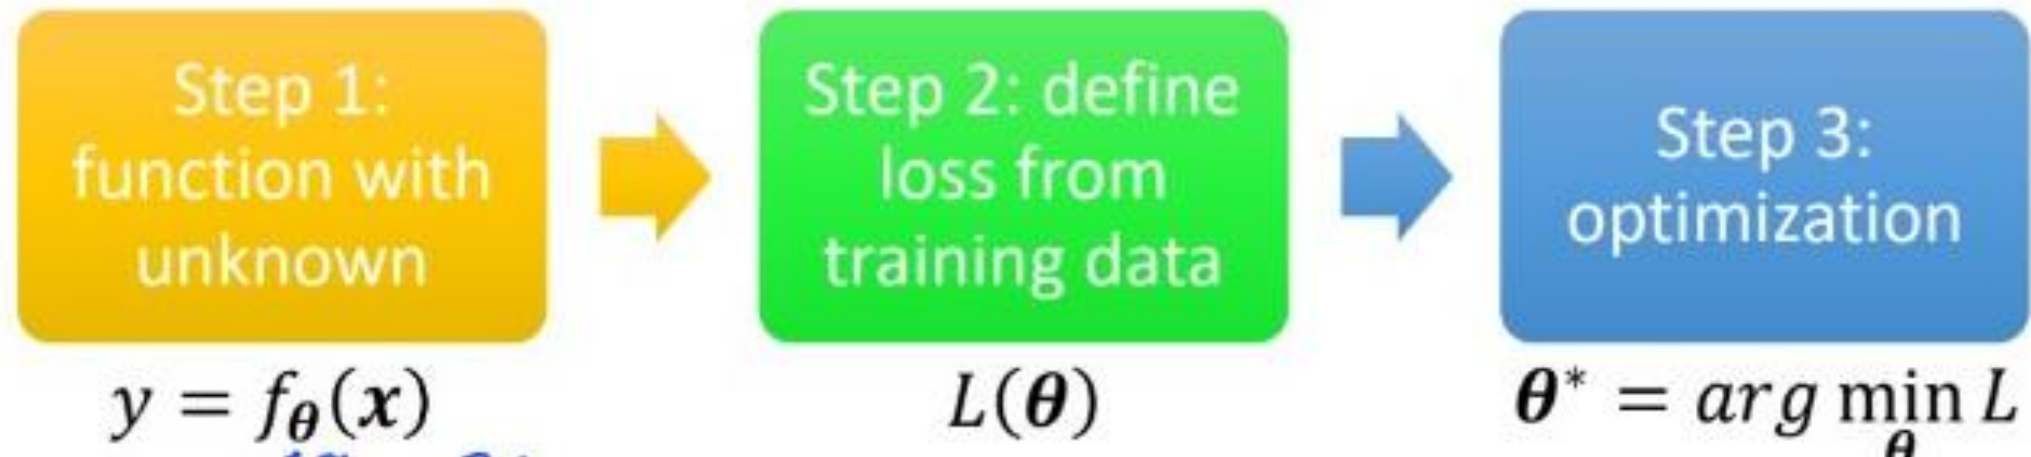 Step 1:
function with
unknown
Step 2: define
loss from
training data
Step 3:
optimization
y = f_θ(x)
L(θ)
θ* = arg min L
θ